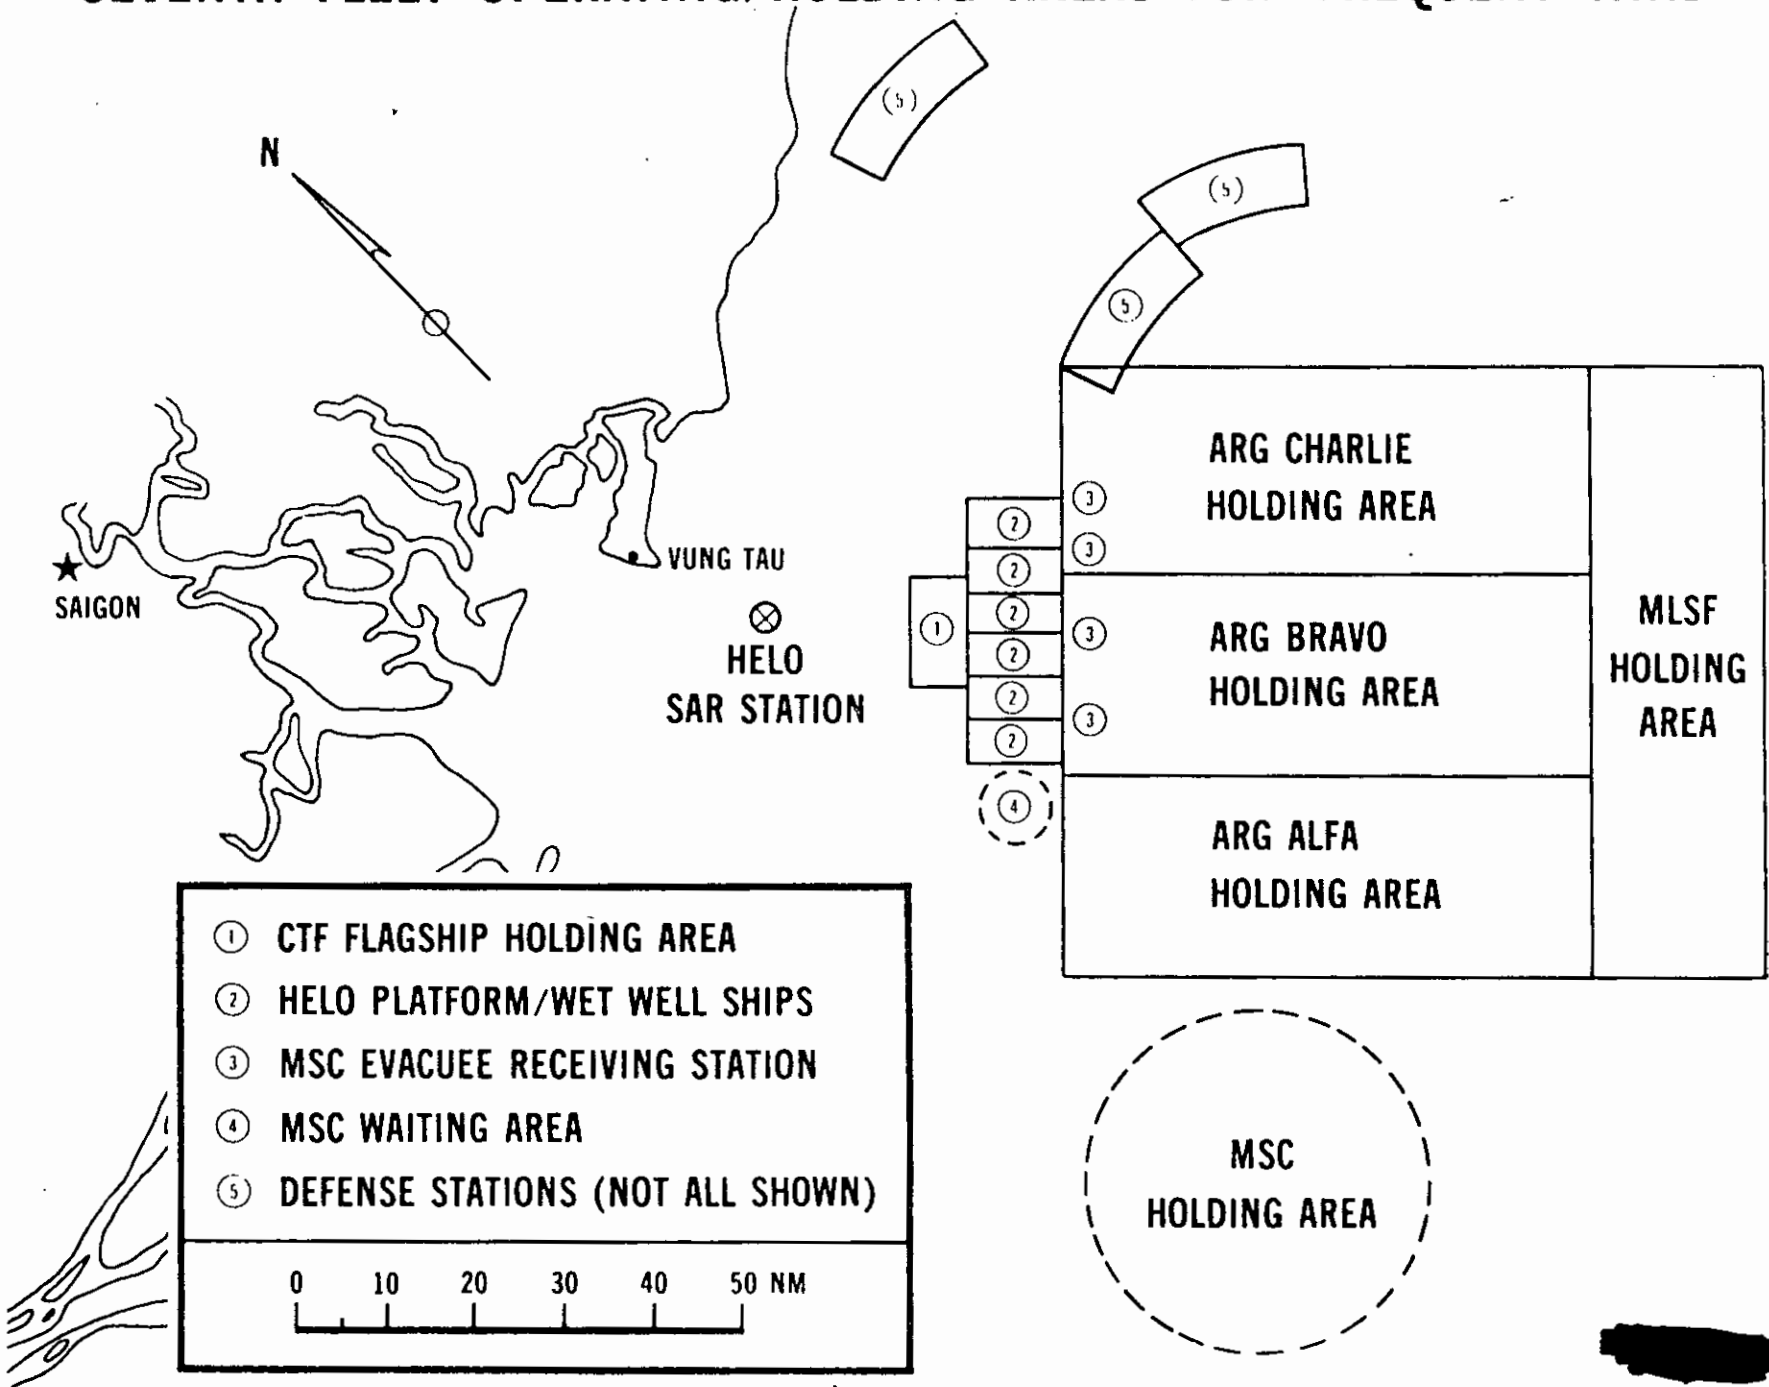 N
(5)
(5)
5
ARG CHARLIE
HOLDING AREA
3
3
2
2
2
2
2
2
1
3
3
4
ARG BRAVO
HOLDING AREA
ARG ALFA
HOLDING AREA
MLSF
HOLDING
AREA
SAIGON
VUNG TAU
HELO
SAR STATION
1 CTF FLAGSHIP HOLDING AREA
2 HELO PLATFORM/WET WELL SHIPS
3 MSC EVACUEE RECEIVING STATION
4 MSC WAITING AREA
5 DEFENSE STATIONS (NOT ALL SHOWN)
0 10 20 30 40 50 NM
MSC
HOLDING AREA